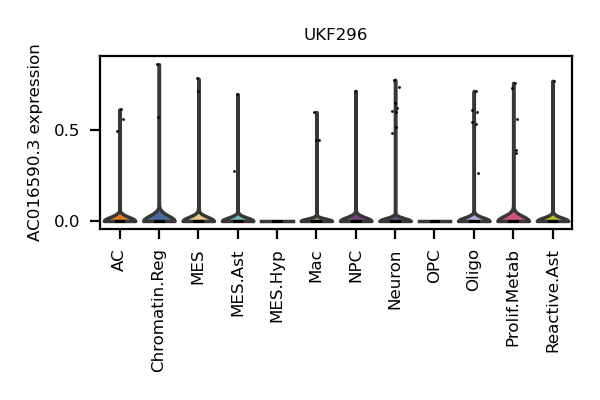 UKF296
AC016590.3 expression
0.5
0.0
AC
Chromatin.Reg
MES
MES.Ast
MES.Hyp
Mac
NPC
Neuron
OPC
Oligo
Prolif.Metab
Reactive.Ast